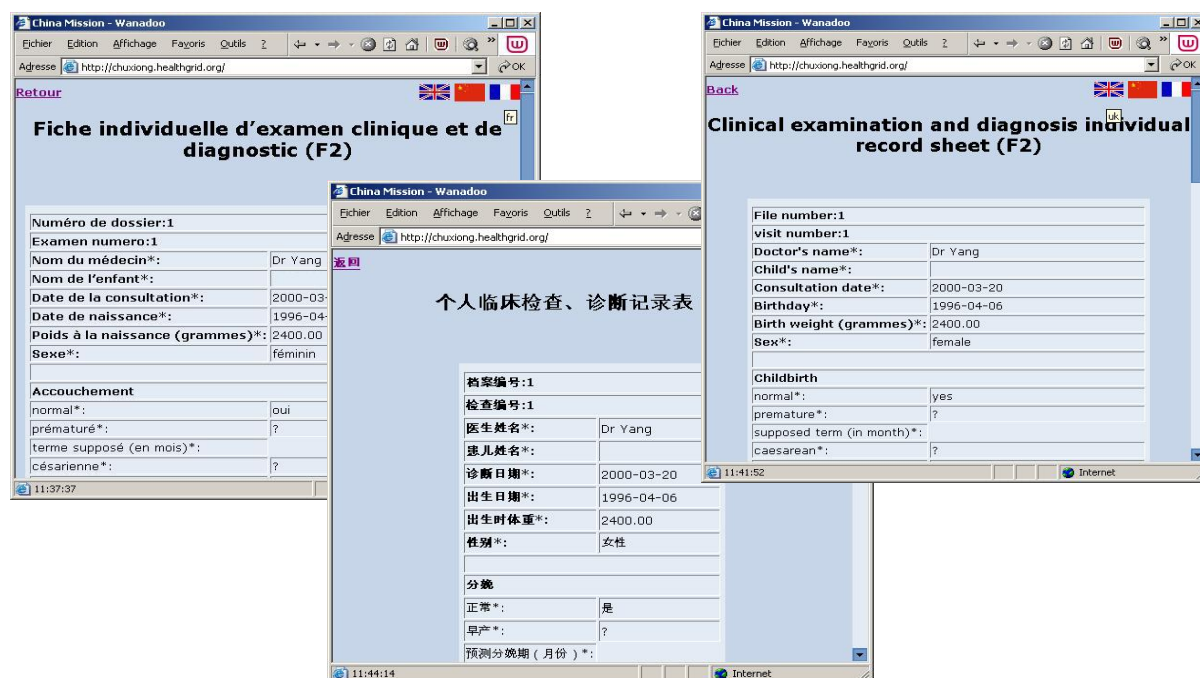 China Mission - Wanadoo
Fichier Edition Affichage Favoris Outils ?
Adresse http://chuxiong.healthgrid.org/ OK
Retour
fr
Fiche individuelle d'examen clinique et de
diagnostic (F2)
Numéro de dossier:1
Examen numero:1
Nom du médecin*: Dr Yang
Nom de l'enfant*:
Date de la consultation*: 2000-03-
Date de naissance*: 1996-04-
Poids à la naissance (grammes)*: 2400.00
Sexe*: féminin
Accouchement
normal*: oui
prématuré*: ?
terme supposé (en mois)*:
césarienne*: ?
11:37:37
China Mission - Wanadoo
Fichier Edition Affichage Favoris Outils ?
Adresse http://chuxiong.healthgrid.org/
返回
个人临床检查、诊断记录表
档案编号:1
检查编号:1
医生姓名*: Dr Yang
患儿姓名*:
诊断日期*: 2000-03-20
出生日期*: 1996-04-06
出生时体重*: 2400.00
性别*: 女性
分娩
正常*: 是
早产*: ?
预测分娩期(月份)*:
11:44:14 Internet
China Mission - Wanadoo
Fichier Edition Affichage Favoris Outils ?
Adresse http://chuxiong.healthgrid.org/ OK
Back
uk
Clinical examination and diagnosis individual
record sheet (F2)
File number:1
visit number:1
Doctor's name*: Dr Yang
Child's name*:
Consultation date*: 2000-03-20
Birthday*: 1996-04-06
Birth weight (grammes)*: 2400.00
Sex*: female
Childbirth
normal*: yes
premature*: ?
supposed term (in month)*:
caesarean*: ?
11:41:52 Internet